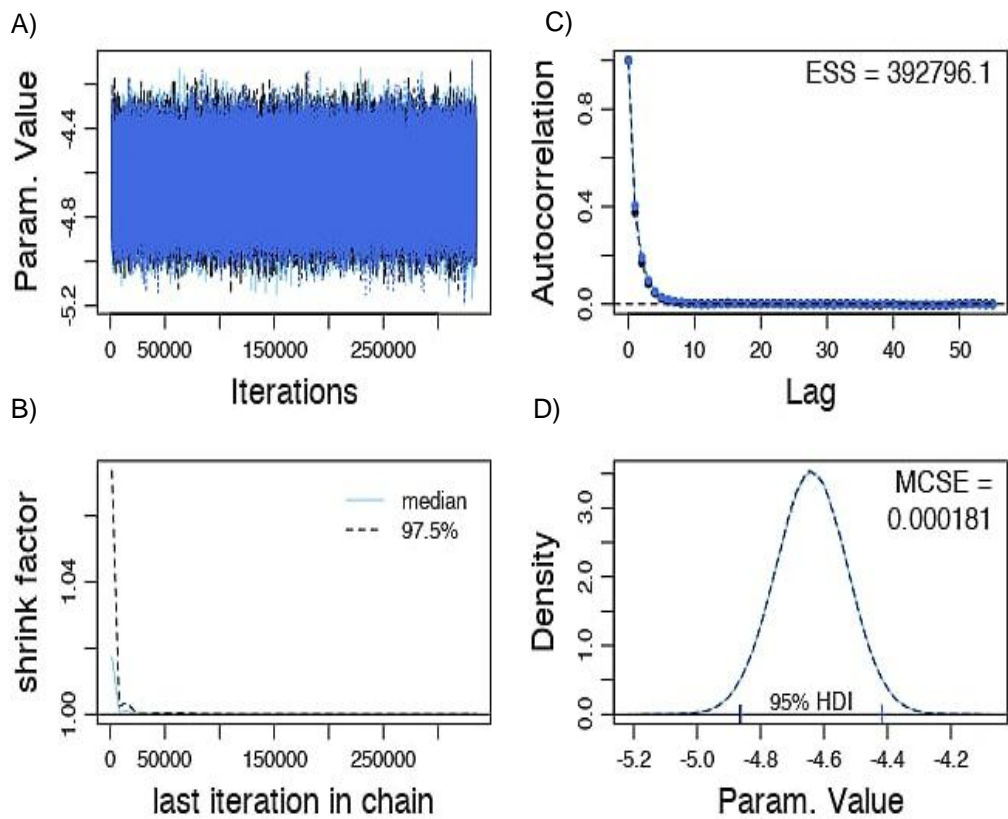 A)
Param. Value
-4.4
-4.8
-5.2
0 50000 150000 250000
Iterations
C)
Autocorrelation
0.8
0.4
0.0
ESS = 392796.1
0 10 20 30 40 50
Lag
B)
shrink factor
1.04
1.00
median
97.5%
0 50000 150000 250000
last iteration in chain
D)
Density
3.0
2.0
1.0
0.0
MCSE =
0.000181
95% HDI
-5.2 -5.0 -4.8 -4.6 -4.4 -4.2
Param. Value